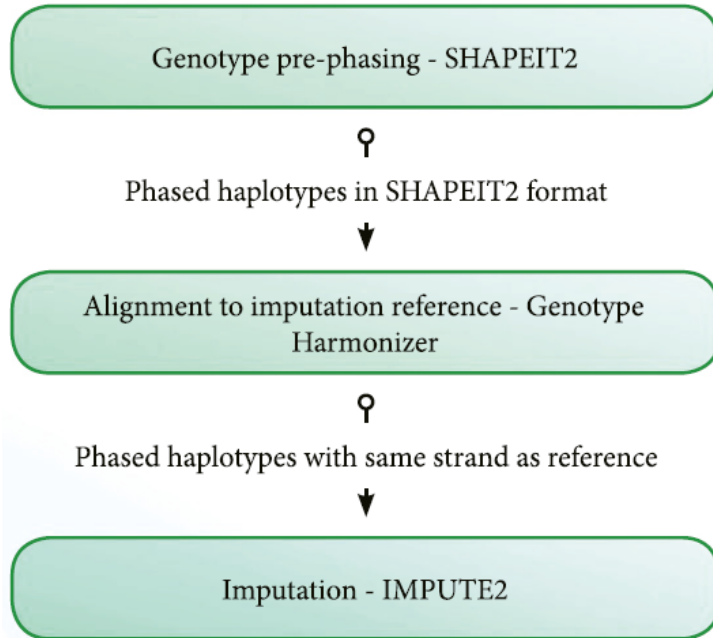 Genotype pre-phasing - SHAPEIT2
Phased haplotypes in SHAPEIT2 format
Alignment to imputation reference - Genotype
Harmonizer
Phased haplotypes with same strand as reference
Imputation - IMPUTE2